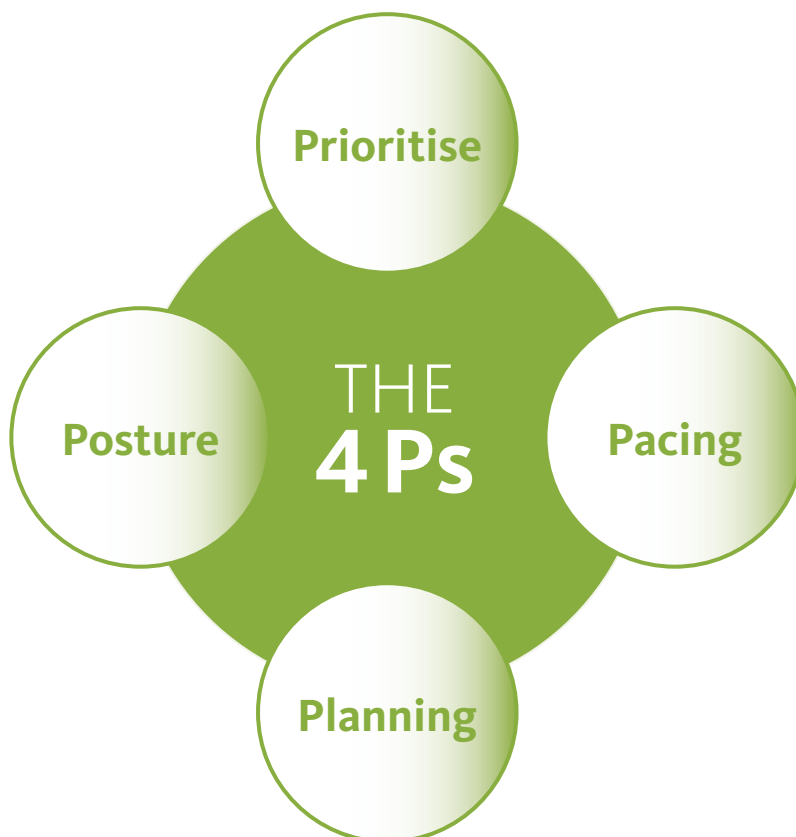 Prioritise
Posture
THE
4 Ps
Pacing
Planning